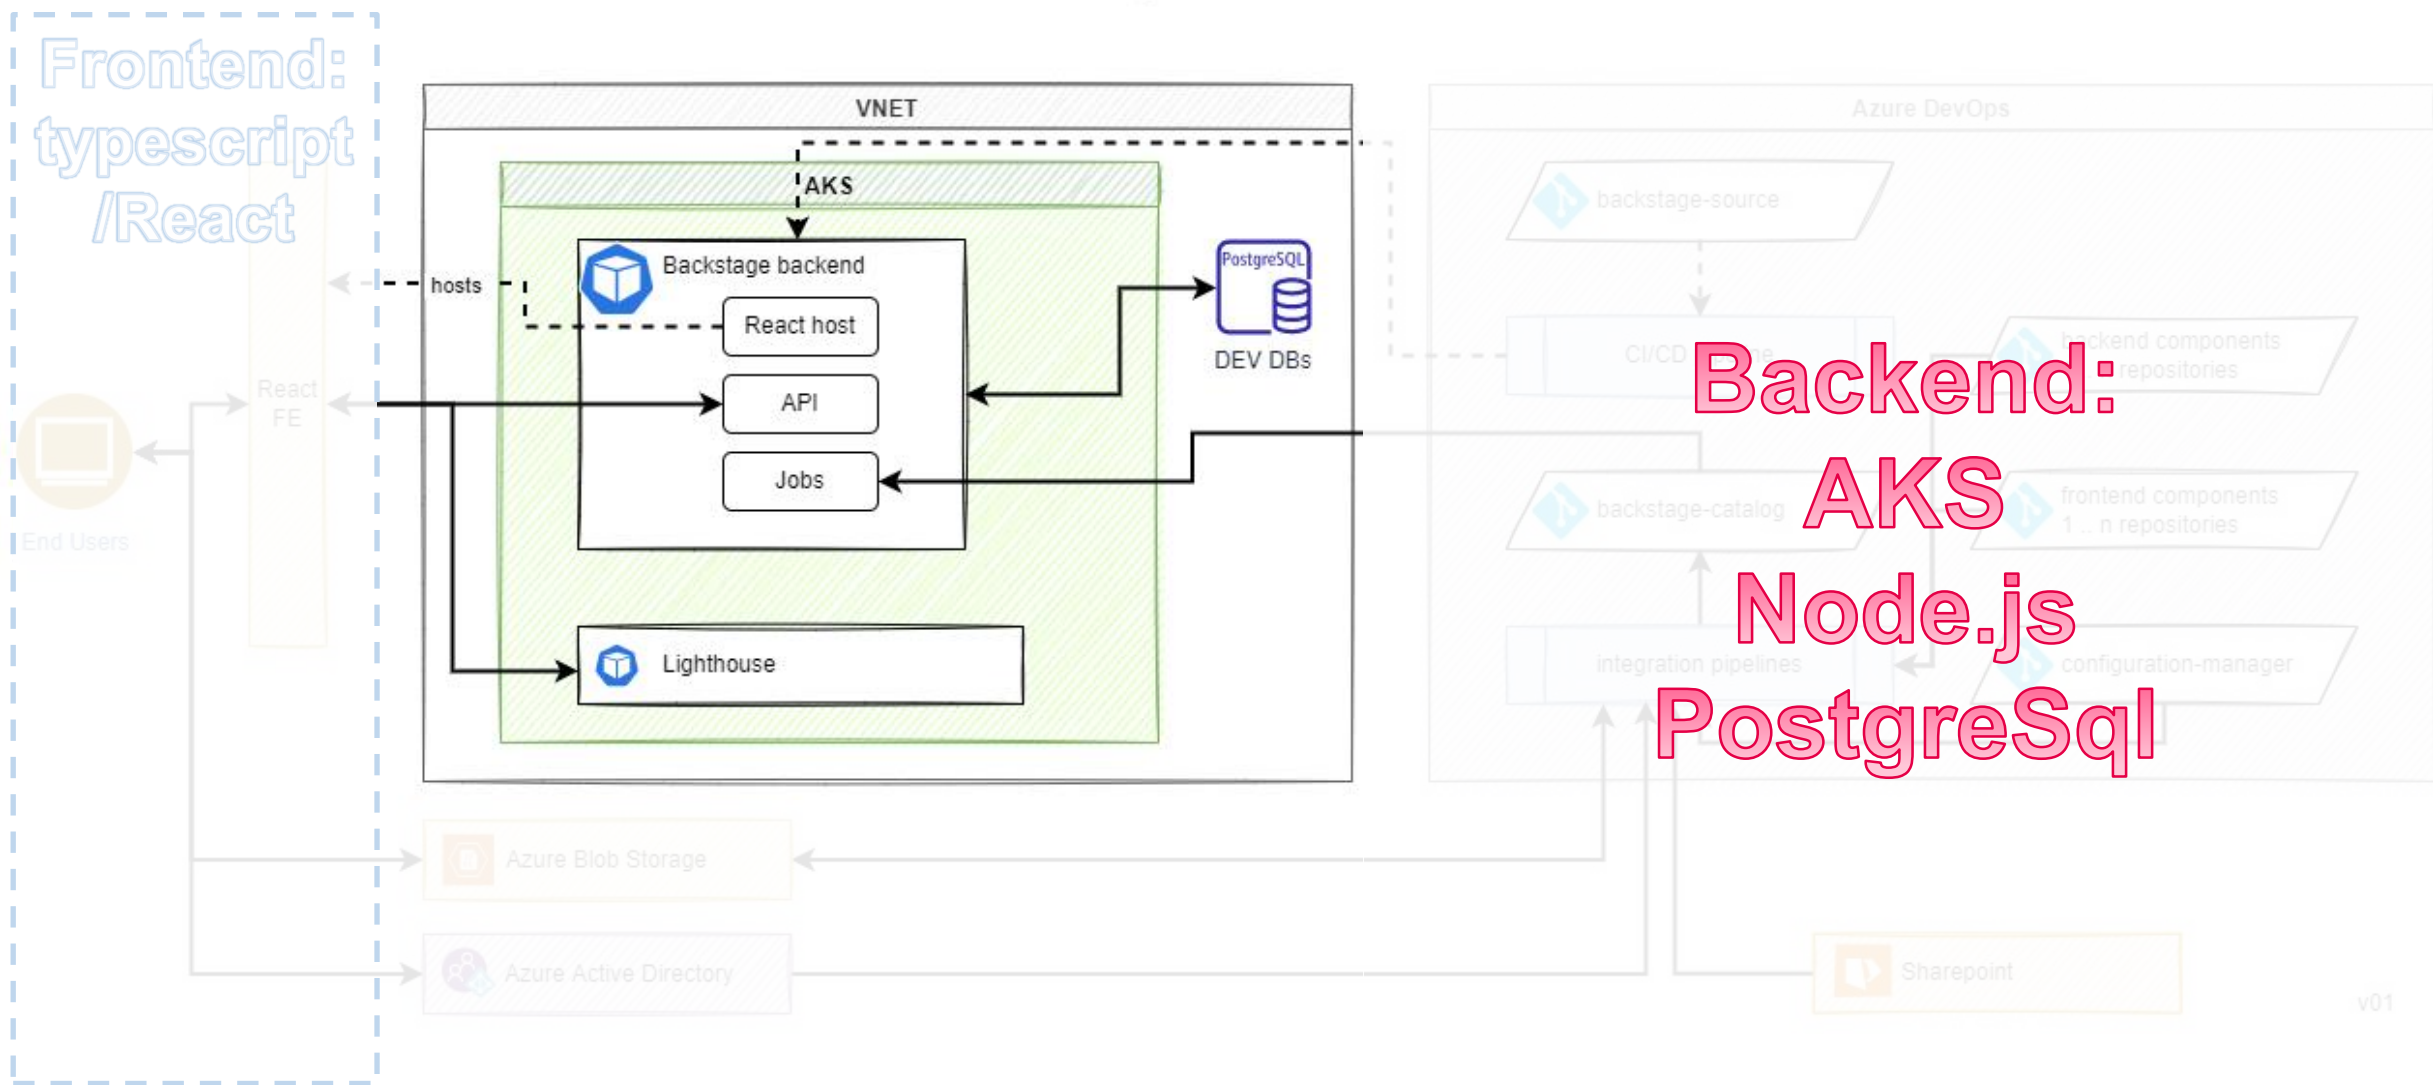 Frontend:
typescript
/React
VNET
Azure DevOps
AKS
backstage-source
Backstage backend
PostgreSQL
hosts
React host
DEV DBs
CI/CD
backend components
repositories
React
FE
API
Backend:
AKS
Node.js
PostgreSql
Jobs
backstage-catalog
frontend components
1 .. n repositories
End Users
Lighthouse
integration pipelines
configuration-manager
Azure Blob Storage
Azure Active Directory
Sharepoint
v01